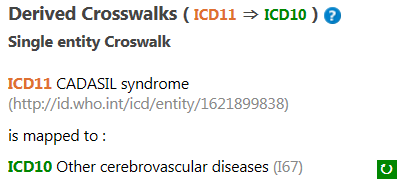 Derived Crosswalks ( ICD11 ⇒ ICD10 ) ?
Single entity Croswalk
ICD11 CADASIL syndrome
(http://id.who.int/icd/entity/1621899838)
is mapped to :
ICD10 Other cerebrovascular diseases (I67)